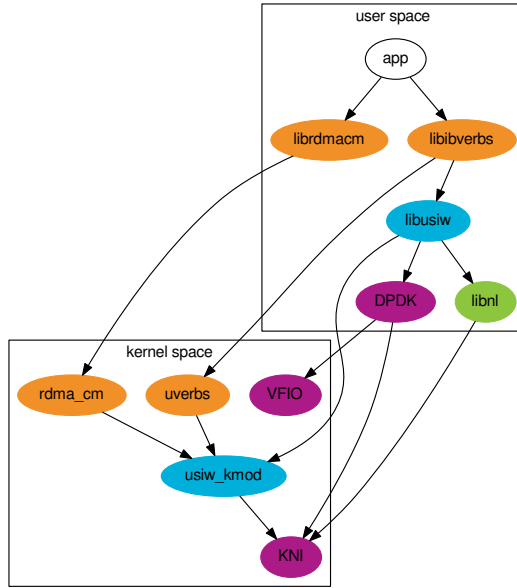 user space
app
librdmacm
libibverbs
libusiw
DPDK
libnl
kernel space
rdma_cm
uverbs
VFIO
usiw_kmod
KNI